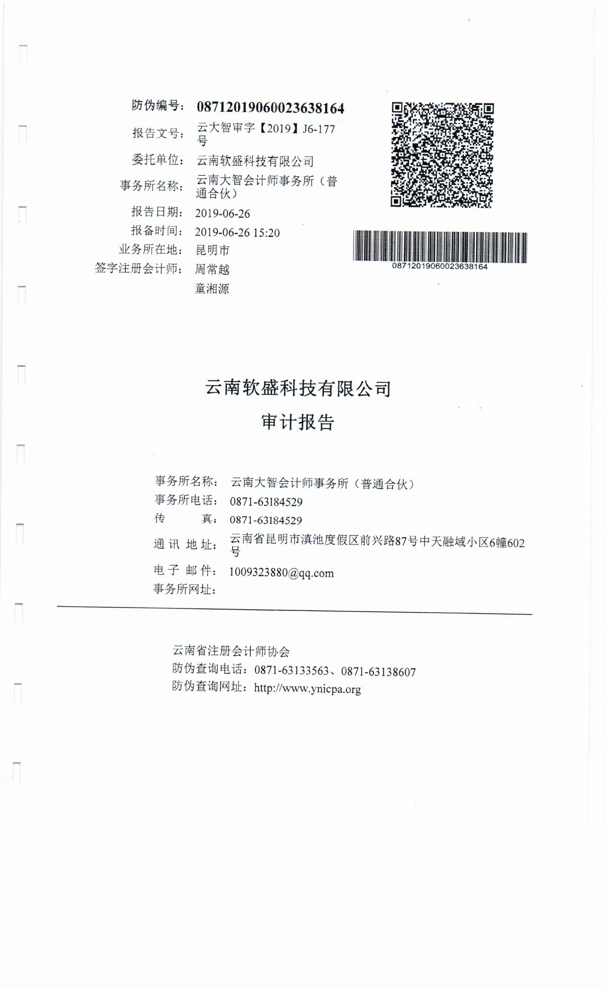 防伪编号： 08712019060023638164
报告文号： 云大智审字【2019】J6-177
号
委托单位： 云南软盛科技有限公司
事务所名称： 云南大智会计师事务所（普
通合伙）
报告日期： 2019-06-26
报备时间： 2019-06-26 15:20
业务所在地： 昆明市
签字注册会计师： 周常越
童湘源
08712019060023638164
云南软盛科技有限公司
审计报告
事务所名称： 云南大智会计师事务所（普通合伙）
事务所电话： 0871-63184529
传 真： 0871-63184529
通 讯 地 址： 云南省昆明市滇池度假区前兴路87号中天融域小区6幢602
号
电 子 邮 件： 1009323880@qq.com
事务所网址：
云南省注册会计师协会
防伪查询电话：0871-63133563、0871-63138607
防伪查询网址：http://www.ynicpa.org